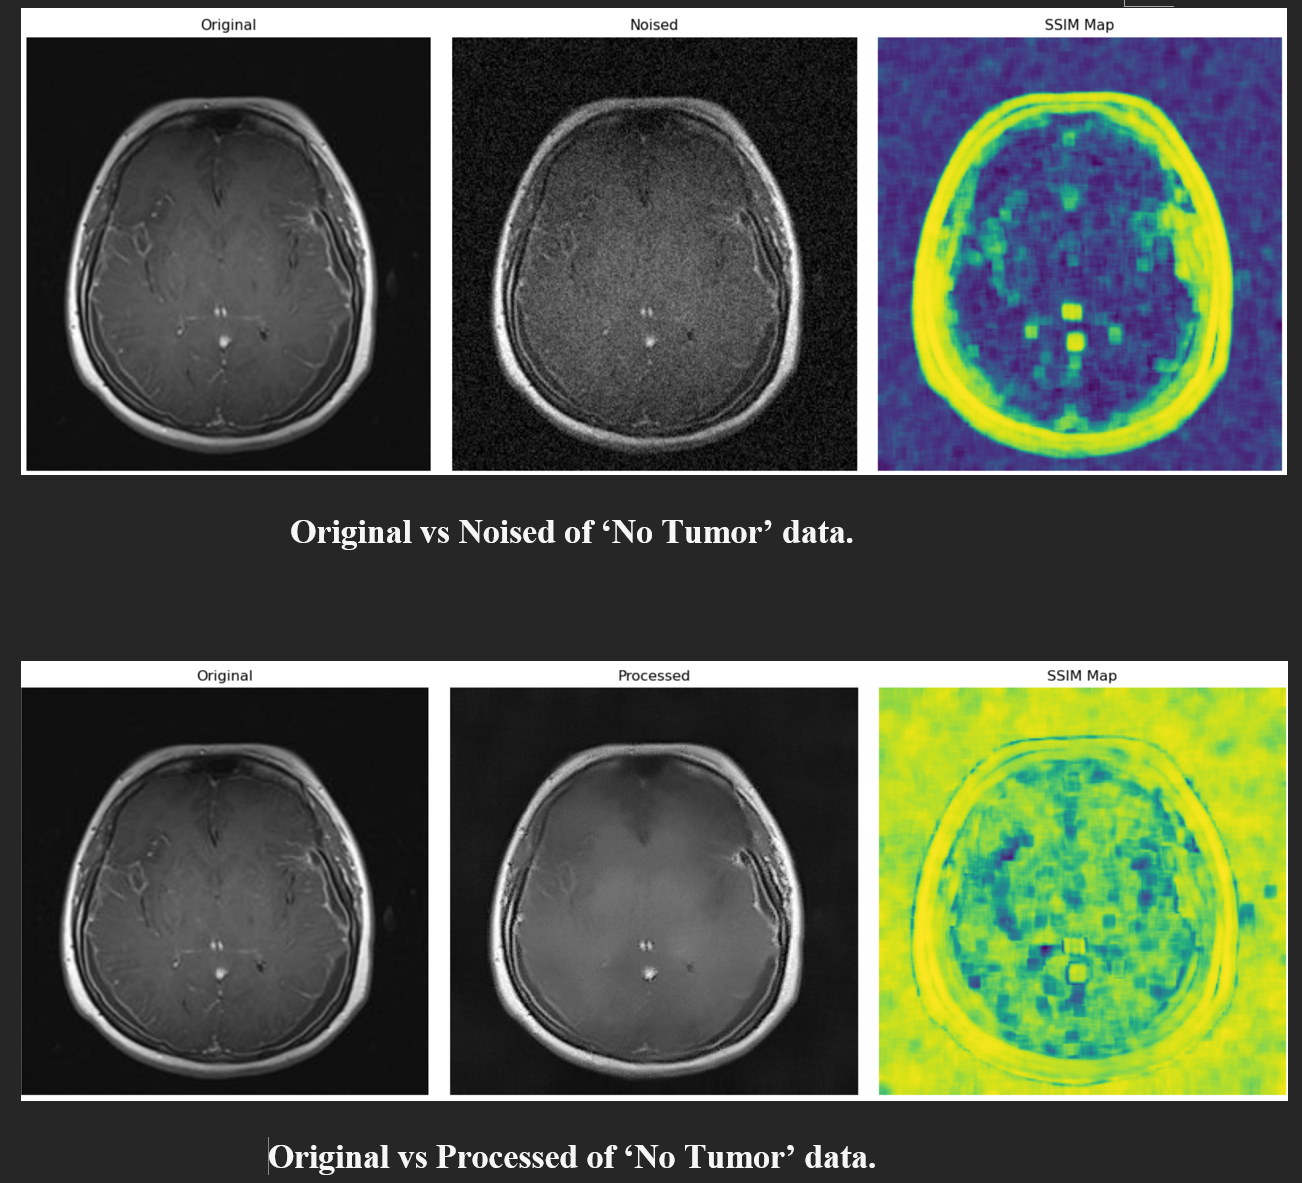 Original Noised SSIM Map
Original vs Noised of ‘No Tumor’ data.
Original Processed SSIM Map
Original vs Processed of ‘No Tumor’ data.